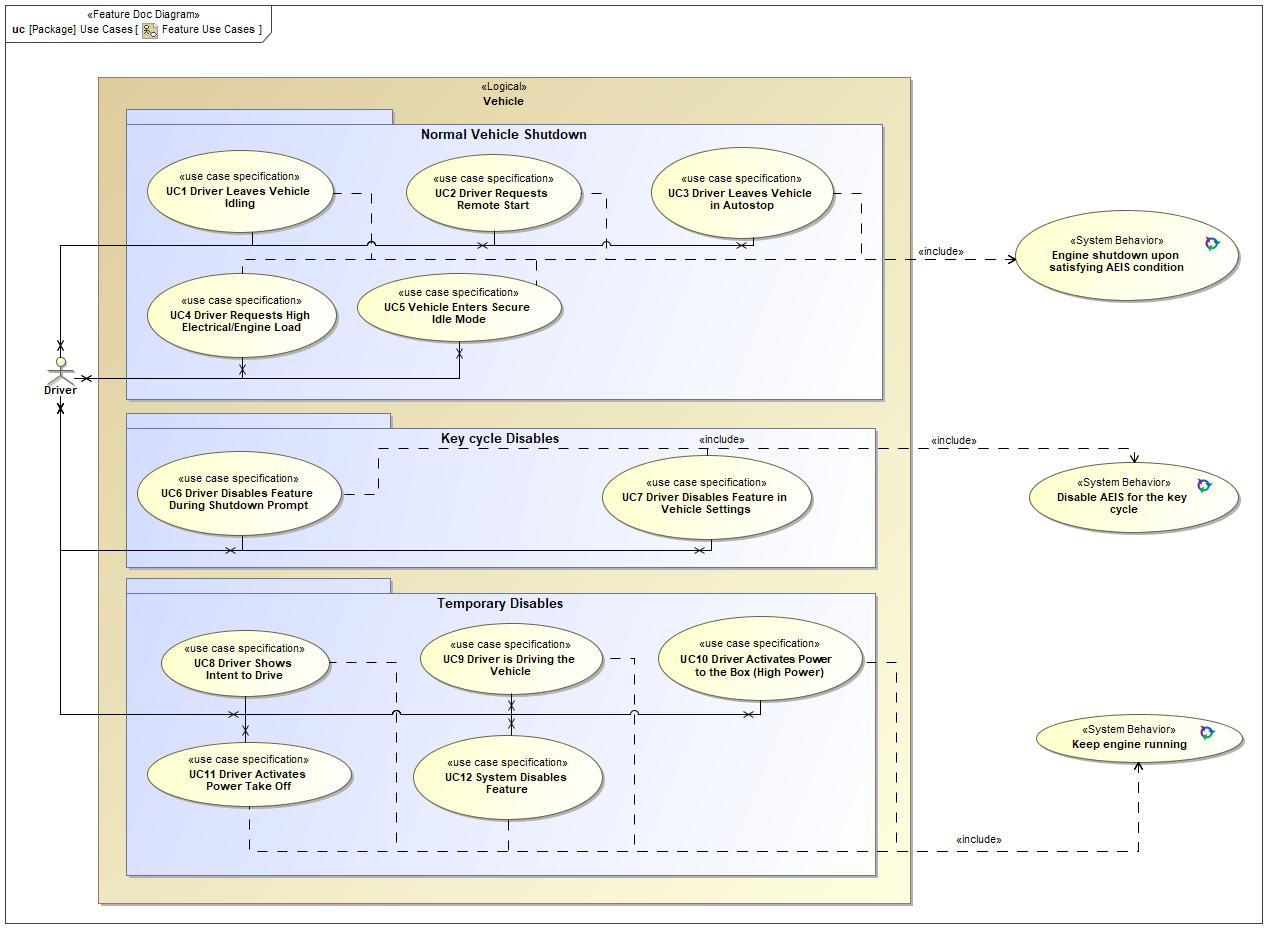 «Feature Doc Diagram»
uc [Package] Use Cases [ Feature Use Cases ]
«Logical»
Vehicle
Normal Vehicle Shutdown
«use case specification»
UC1 Driver Leaves Vehicle
Idling
«use case specification»
UC2 Driver Requests
Remote Start
«use case specification»
UC3 Driver Leaves Vehicle
in Autostop
«include»
«System Behavior»
Engine shutdown upon
satisfying AEIS condition
«use case specification»
UC4 Driver Requests High
Electrical/Engine Load
«use case specification»
UC5 Vehicle Enters Secure
Idle Mode
Driver
Key cycle Disables
«include»
«include»
«use case specification»
UC6 Driver Disables Feature
During Shutdown Prompt
«use case specification»
UC7 Driver Disables Feature in
Vehicle Settings
«System Behavior»
Disable AEIS for the key
cycle
Temporary Disables
«use case specification»
UC8 Driver Shows
Intent to Drive
«use case specification»
UC9 Driver is Driving the
Vehicle
«use case specification»
UC10 Driver Activates Power
to the Box (High Power)
«System Behavior»
Keep engine running
«use case specification»
UC11 Driver Activates
Power Take Off
«use case specification»
UC12 System Disables
Feature
«include»